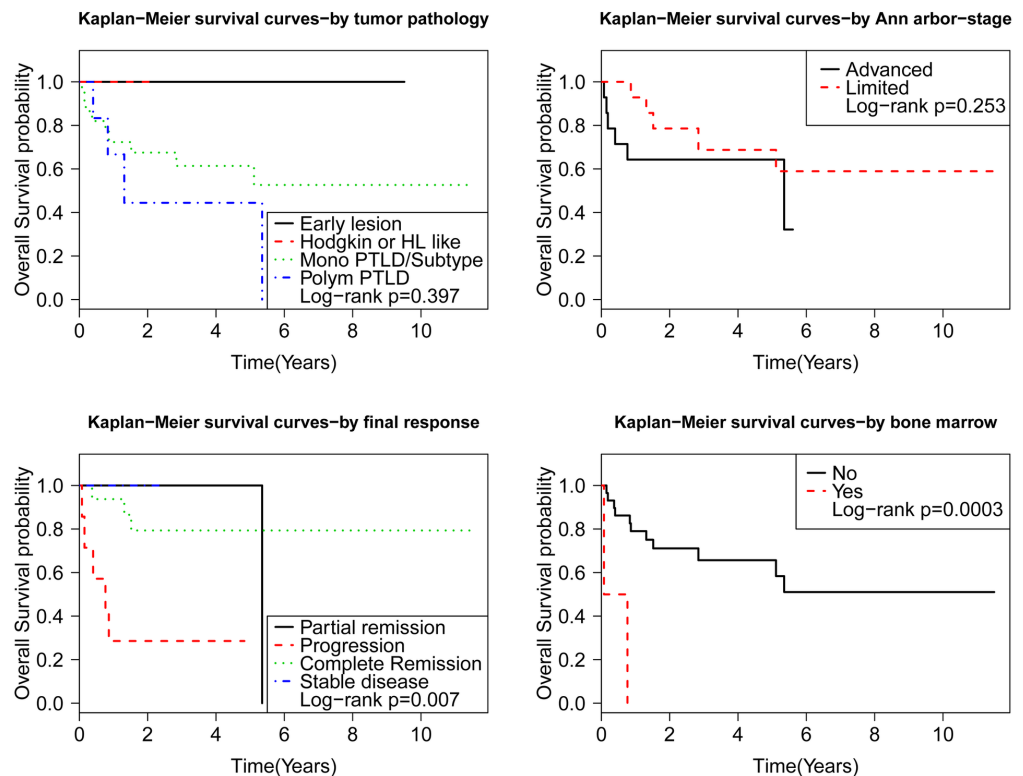 Kaplan−Meier survival curves−by tumor pathology
Overall Survival probability
1.0
0.8
0.6
0.4
0.2
0.0
Early lesion
Hodgkin or HL like
Mono PTLD/Subtype
Polym PTLD
Log−rank p=0.397
0 2 4 6 8 10
Time(Years)
Kaplan−Meier survival curves−by Ann arbor−stage
Overall Survival probability
1.0
0.8
0.6
0.4
0.2
0.0
Advanced
Limited
Log−rank p=0.253
0 2 4 6 8 10
Time(Years)
Kaplan−Meier survival curves−by final response
Overall Survival probability
1.0
0.8
0.6
0.4
0.2
0.0
Partial remission
Progression
Complete Remission
Stable disease
Log−rank p=0.007
0 2 4 6 8 10
Time(Years)
Kaplan−Meier survival curves−by bone marrow
Overall Survival probability
1.0
0.8
0.6
0.4
0.2
0.0
No
Yes
Log−rank p=0.0003
0 2 4 6 8 10
Time(Years)